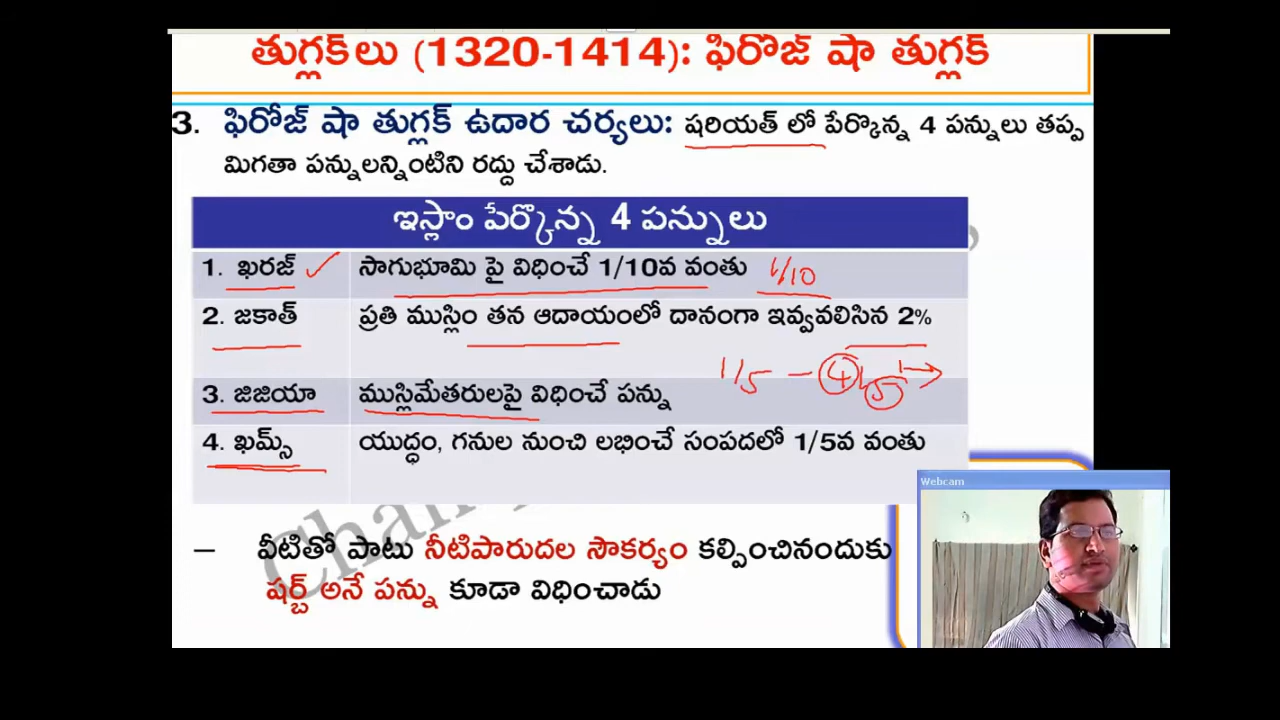 తుగ్లక్‌లు (1320-1414): ఫిరోజ్ షా తుగ్లక్
3. ఫిరోజ్ షా తుగ్లక్ ఉదార చర్యలు: షరియత్ లో పేర్కొన్న 4 పన్నులు తప్ప
మిగతా పన్నులన్నింటిని రద్దు చేశాడు.
ఇస్లాం పేర్కొన్న 4 పన్నులు
1. ఖరజ్ సాగుభూమి పై విధించే 1/10వ వంతు 1/10
2. జకాత్ ప్రతి ముస్లిం తన ఆదాయంలో దానంగా ఇవ్వవలిసిన 2%
1/5 - 4/5
3. జిజియా ముస్లిమేతరులపై విధించే పన్ను
4. ఖమ్స్ యుద్ధం, గనుల నుంచి లభించే సంపదలో 1/5వ వంతు
Webcam
– వీటితో పాటు నీటిపారుదల సౌకర్యం కల్పించినందుకు
షర్బ్ అనే పన్ను కూడా విధించాడు